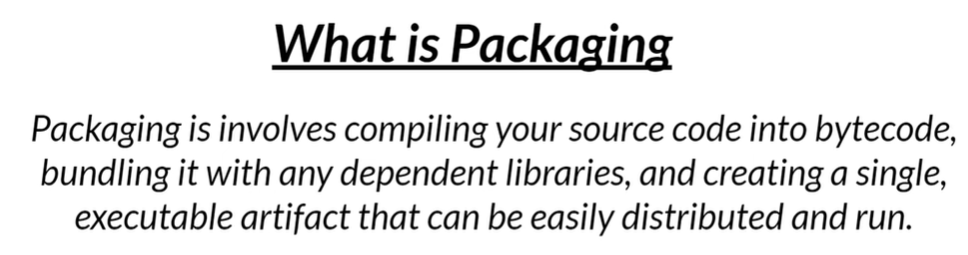 What is Packaging
Packaging is involves compiling your source code into bytecode,
bundling it with any dependent libraries, and creating a single,
executable artifact that can be easily distributed and run.